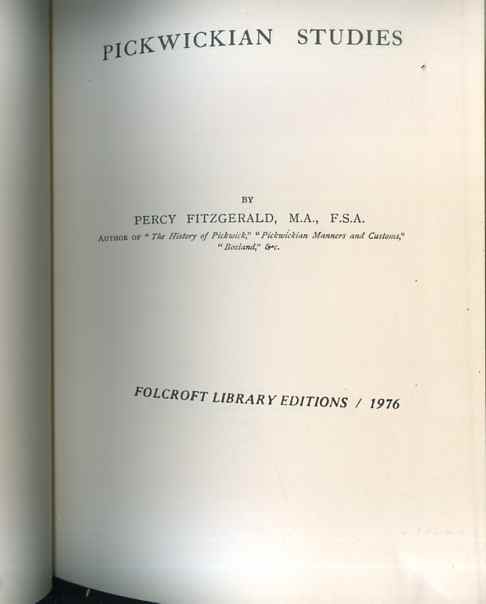 PICKWICKIAN STUDIES
BY
PERCY FITZGERALD, M.A., F.S.A.
AUTHOR OF "The History of Pickwick," "Pickwickian Manners and Customs,"
"Bozland," &c.
FOLCROFT LIBRARY EDITIONS / 1976